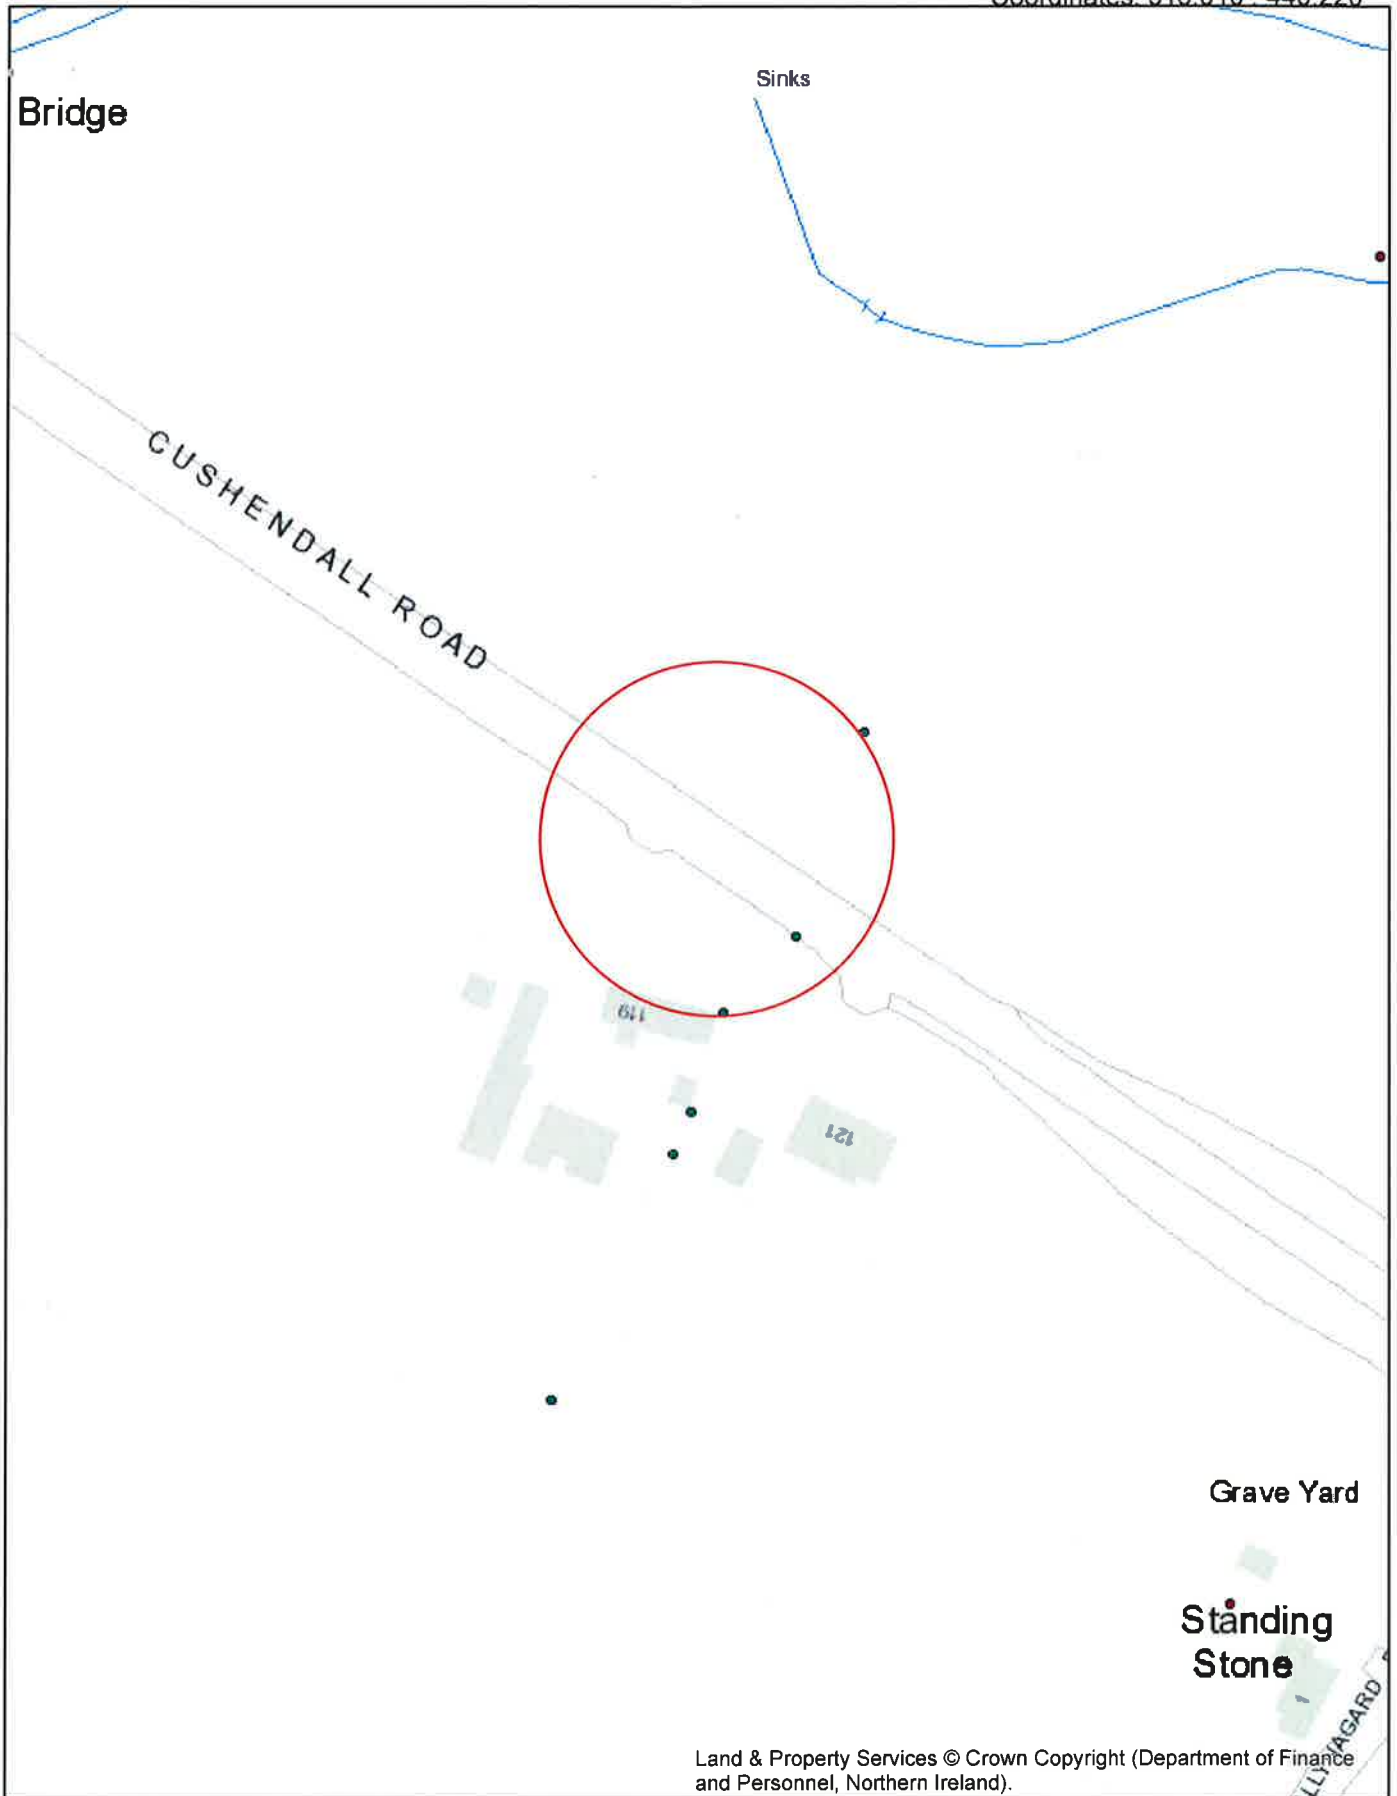 Sinks
Bridge
CUSHENDALL ROAD
119
121
Grave Yard
Standing
Stone
Land & Property Services © Crown Copyright (Department of Finance
and Personnel, Northern Ireland).